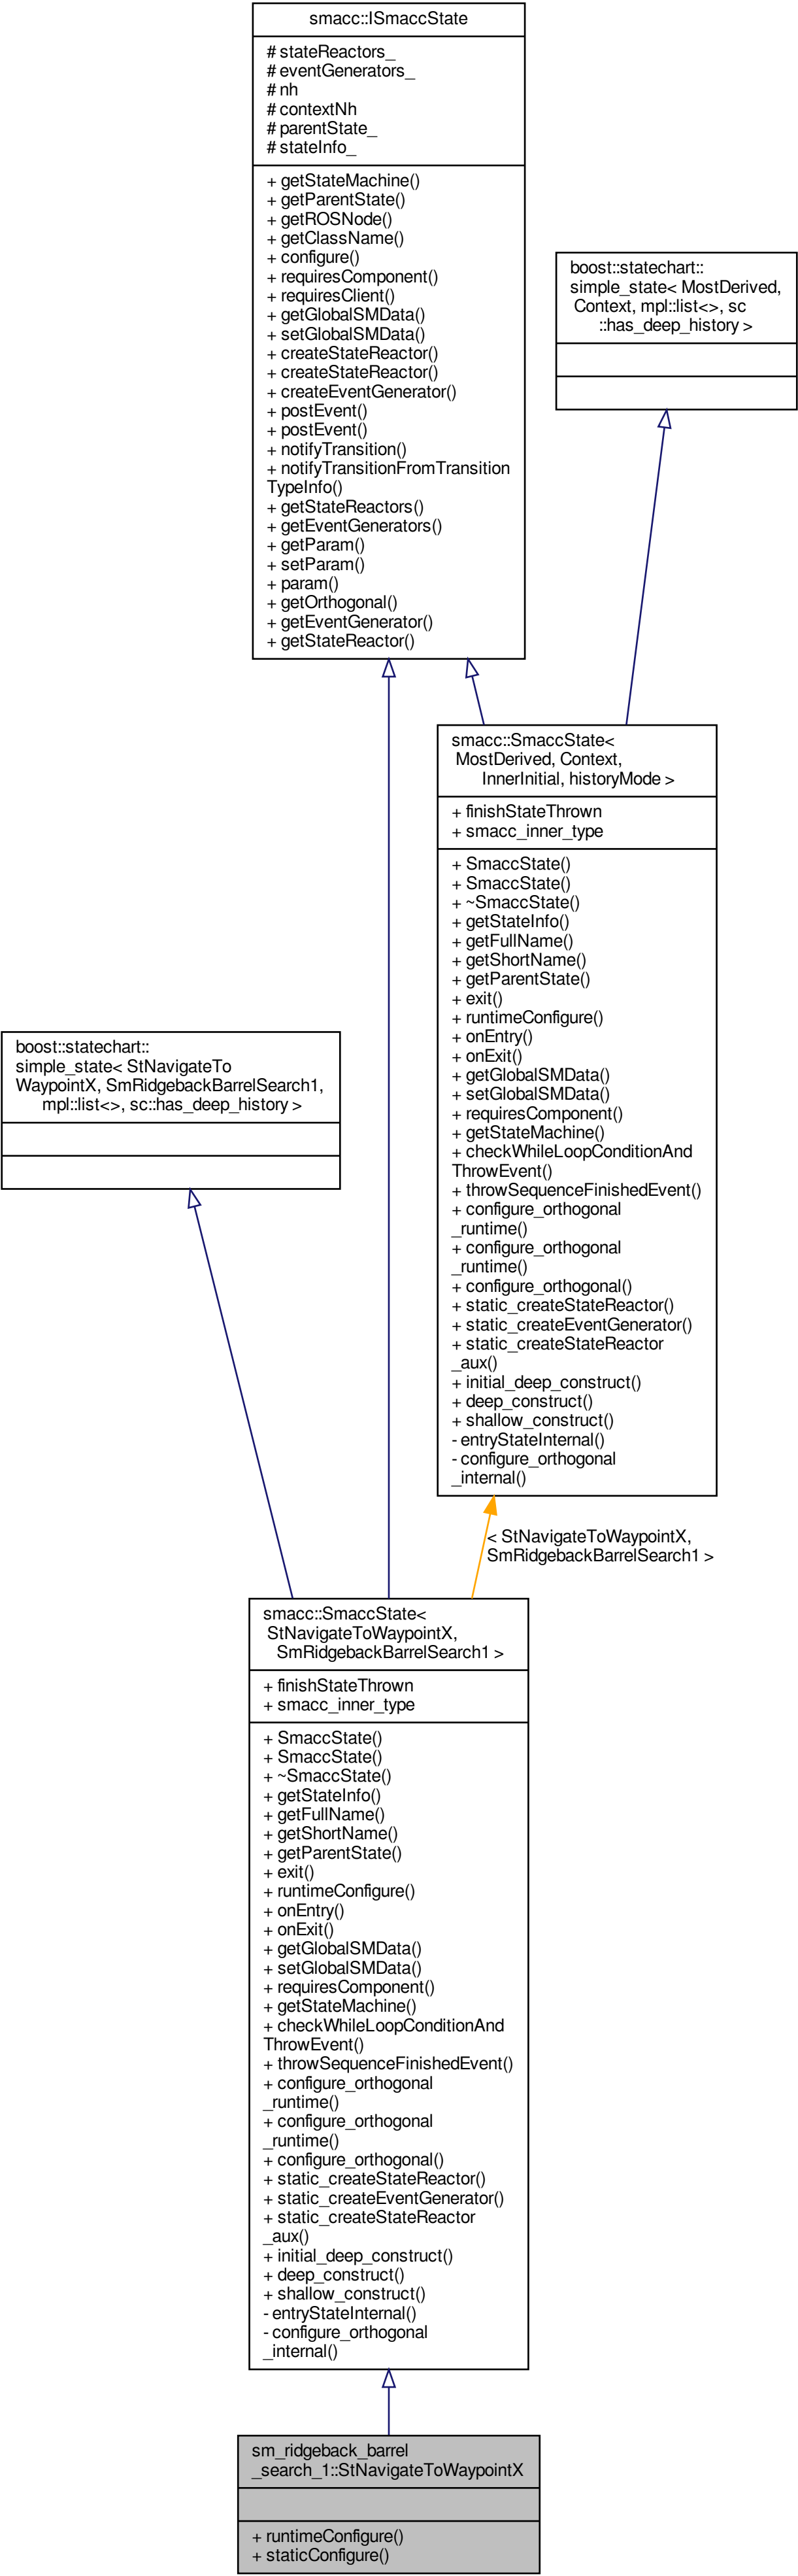 smacc::ISmaccState
# stateReactors_
# eventGenerators_
# nh
# contextNh
# parentState_
# stateInfo_
+ getStateMachine()
+ getParentState()
+ getROSNode()
+ getClassName()
+ configure()
+ requiresComponent()
+ requiresClient()
+ getGlobalSMData()
+ setGlobalSMData()
+ createStateReactor()
+ createStateReactor()
+ createEventGenerator()
+ postEvent()
+ postEvent()
+ notifyTransition()
+ notifyTransitionFromTransition
TypeInfo()
+ getStateReactors()
+ getEventGenerators()
+ getParam()
+ setParam()
+ param()
+ getOrthogonal()
+ getEventGenerator()
+ getStateReactor()
boost::statechart::
simple_state< MostDerived,
Context, mpl::list<>, sc
::has_deep_history >
smacc::SmaccState<
MostDerived, Context,
InnerInitial, historyMode >
+ finishStateThrown
+ smacc_inner_type
+ SmaccState()
+ SmaccState()
+ ~SmaccState()
+ getStateInfo()
+ getFullName()
+ getShortName()
+ getParentState()
+ exit()
+ runtimeConfigure()
+ onEntry()
+ onExit()
+ getGlobalSMData()
+ setGlobalSMData()
+ requiresComponent()
+ getStateMachine()
+ checkWhileLoopConditionAnd
ThrowEvent()
+ throwSequenceFinishedEvent()
+ configure_orthogonal
_runtime()
+ configure_orthogonal
_runtime()
+ configure_orthogonal()
+ static_createStateReactor()
+ static_createEventGenerator()
+ static_createStateReactor
_aux()
+ initial_deep_construct()
+ deep_construct()
+ shallow_construct()
- entryStateInternal()
- configure_orthogonal
_internal()
boost::statechart::
simple_state< StNavigateTo
WaypointX, SmRidgebackBarrelSearch1,
mpl::list<>, sc::has_deep_history >
< StNavigateToWaypointX,
SmRidgebackBarrelSearch1 >
smacc::SmaccState<
StNavigateToWaypointX,
SmRidgebackBarrelSearch1 >
+ finishStateThrown
+ smacc_inner_type
+ SmaccState()
+ SmaccState()
+ ~SmaccState()
+ getStateInfo()
+ getFullName()
+ getShortName()
+ getParentState()
+ exit()
+ runtimeConfigure()
+ onEntry()
+ onExit()
+ getGlobalSMData()
+ setGlobalSMData()
+ requiresComponent()
+ getStateMachine()
+ checkWhileLoopConditionAnd
ThrowEvent()
+ throwSequenceFinishedEvent()
+ configure_orthogonal
_runtime()
+ configure_orthogonal
_runtime()
+ configure_orthogonal()
+ static_createStateReactor()
+ static_createEventGenerator()
+ static_createStateReactor
_aux()
+ initial_deep_construct()
+ deep_construct()
+ shallow_construct()
- entryStateInternal()
- configure_orthogonal
_internal()
sm_ridgeback_barrel
_search_1::StNavigateToWaypointX
+ runtimeConfigure()
+ staticConfigure()